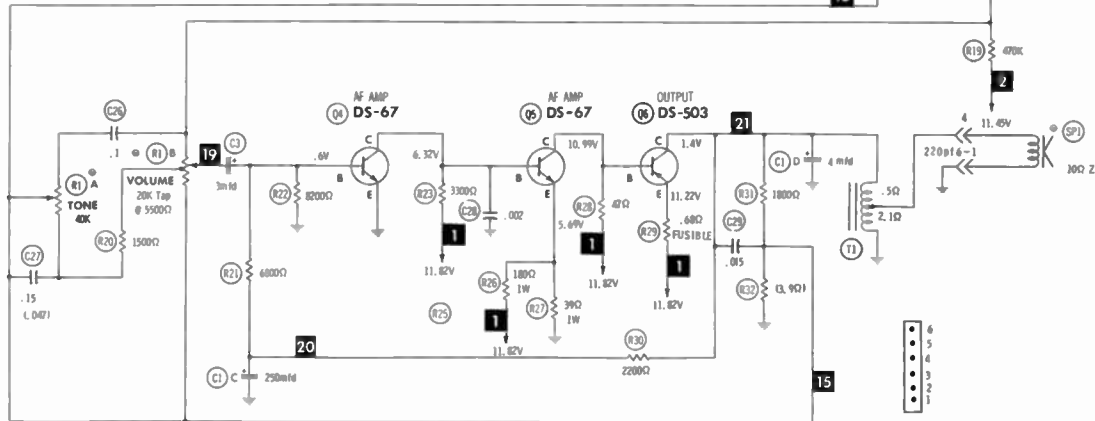 R19 470K
2
11.45V
AF AMP
Q4 DS-67
AF AMP
Q5 DS-67
OUTPUT
Q6 DS-503
C26
.1
R1 B
19
C3
3mfd
.6V
C
B
E
6.32V
10.99V
C
B
E
5.69V
C
B
E
1.4V
11.22V
21
C1 D 4 mfd
4
220pf 6-1
SP1
10Ω Z
R1 A
TONE
40K
VOLUME
20K Tap
@ 5500Ω
R22 8200Ω
R23 3300Ω
C28 .002
R28 47Ω
.68Ω
R29 FUSIBLE
R31 1800Ω
C29
.015
.5Ω
2.1Ω
T1
R20 1500Ω
C27
.15
(.047)
R21 6800Ω
1
11.82V
R25
R26 180Ω
1W
1
11.82V
R27 39Ω
1W
1
11.82V
1
11.82V
R32 (3.9Ω)
20
R30
2200Ω
C1 C 250mfd
15
6
5
4
3
2
1